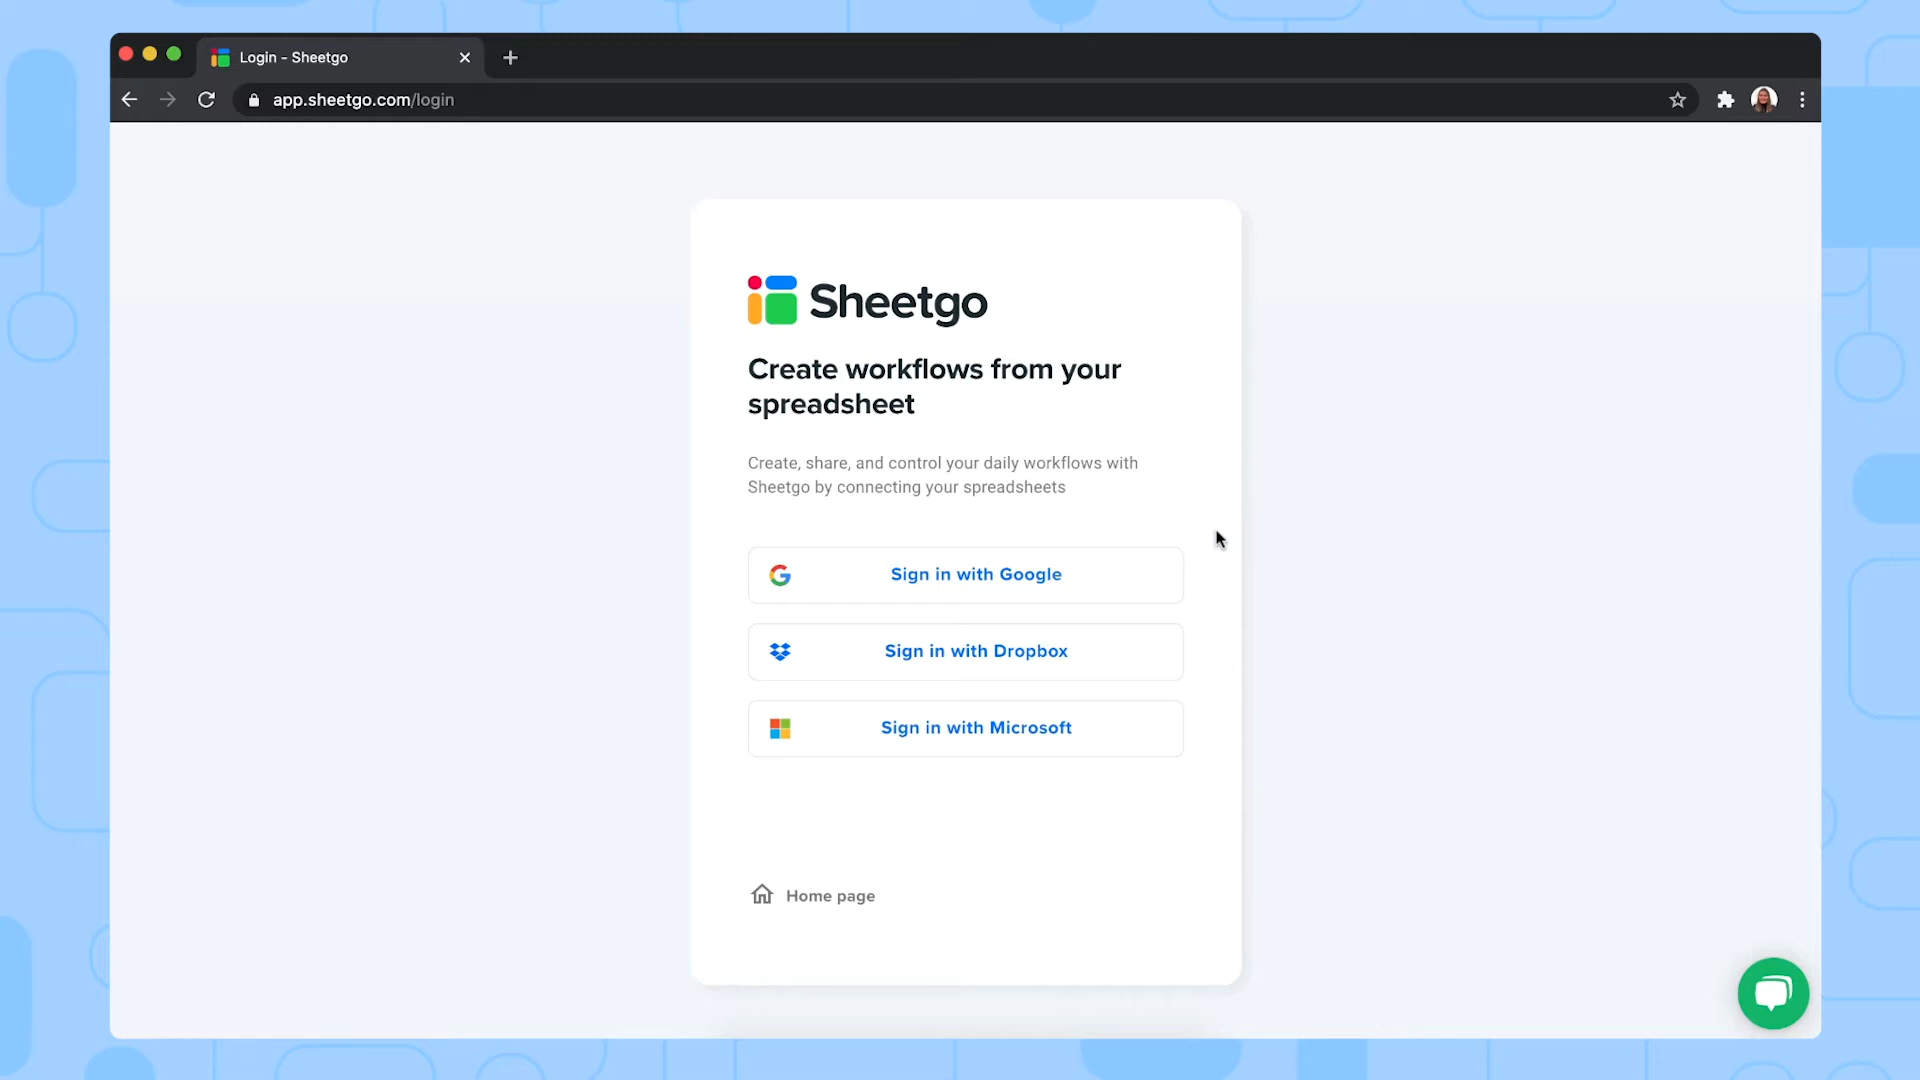 Login - Sheetgo
app.sheetgo.com/login
Sheetgo
Create workflows from your
spreadsheet
Create, share, and control your daily workflows with
Sheetgo by connecting your spreadsheets
Sign in with Google
Sign in with Dropbox
Sign in with Microsoft
Home page